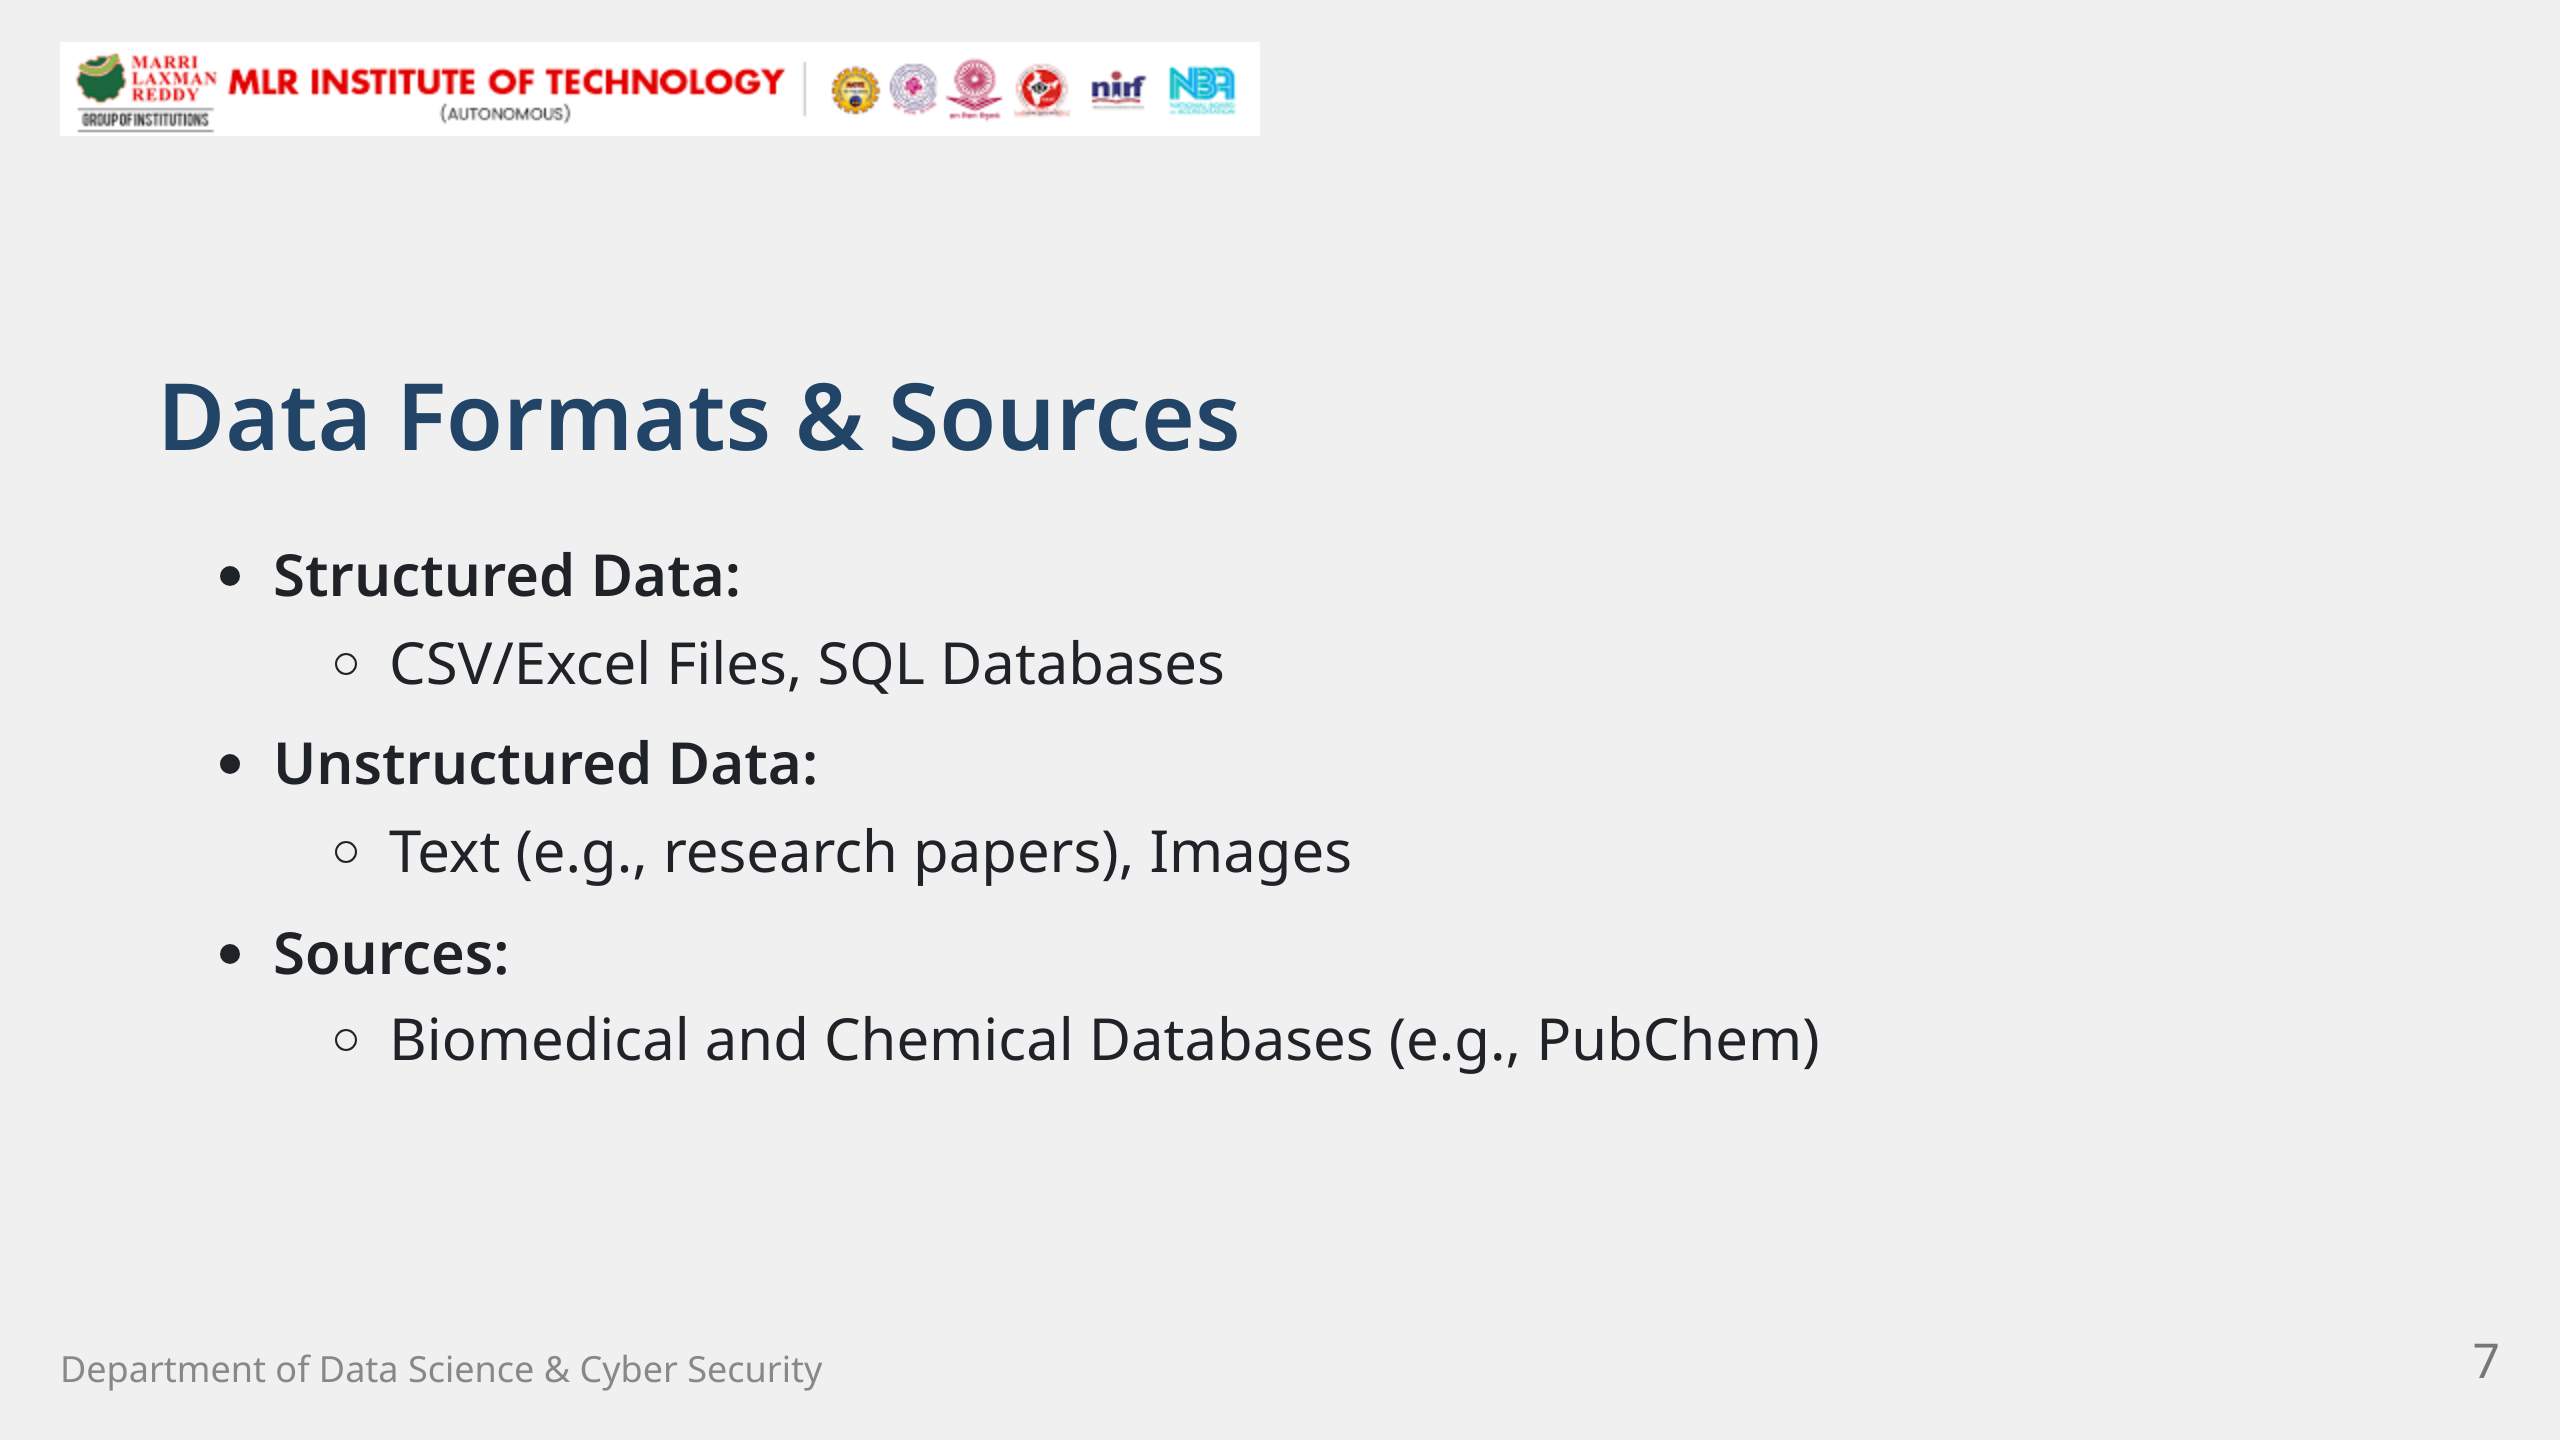 MARRI
LAXMAN
REDDY
GROUP OF INSTITUTIONS
MLR INSTITUTE OF TECHNOLOGY
(AUTONOMOUS)
nirf
NBA
NATIONAL BOARD
Data Formats & Sources
• Structured Data:
○ CSV/Excel Files, SQL Databases
• Unstructured Data:
○ Text (e.g., research papers), Images
• Sources:
○ Biomedical and Chemical Databases (e.g., PubChem)
Department of Data Science & Cyber Security
7